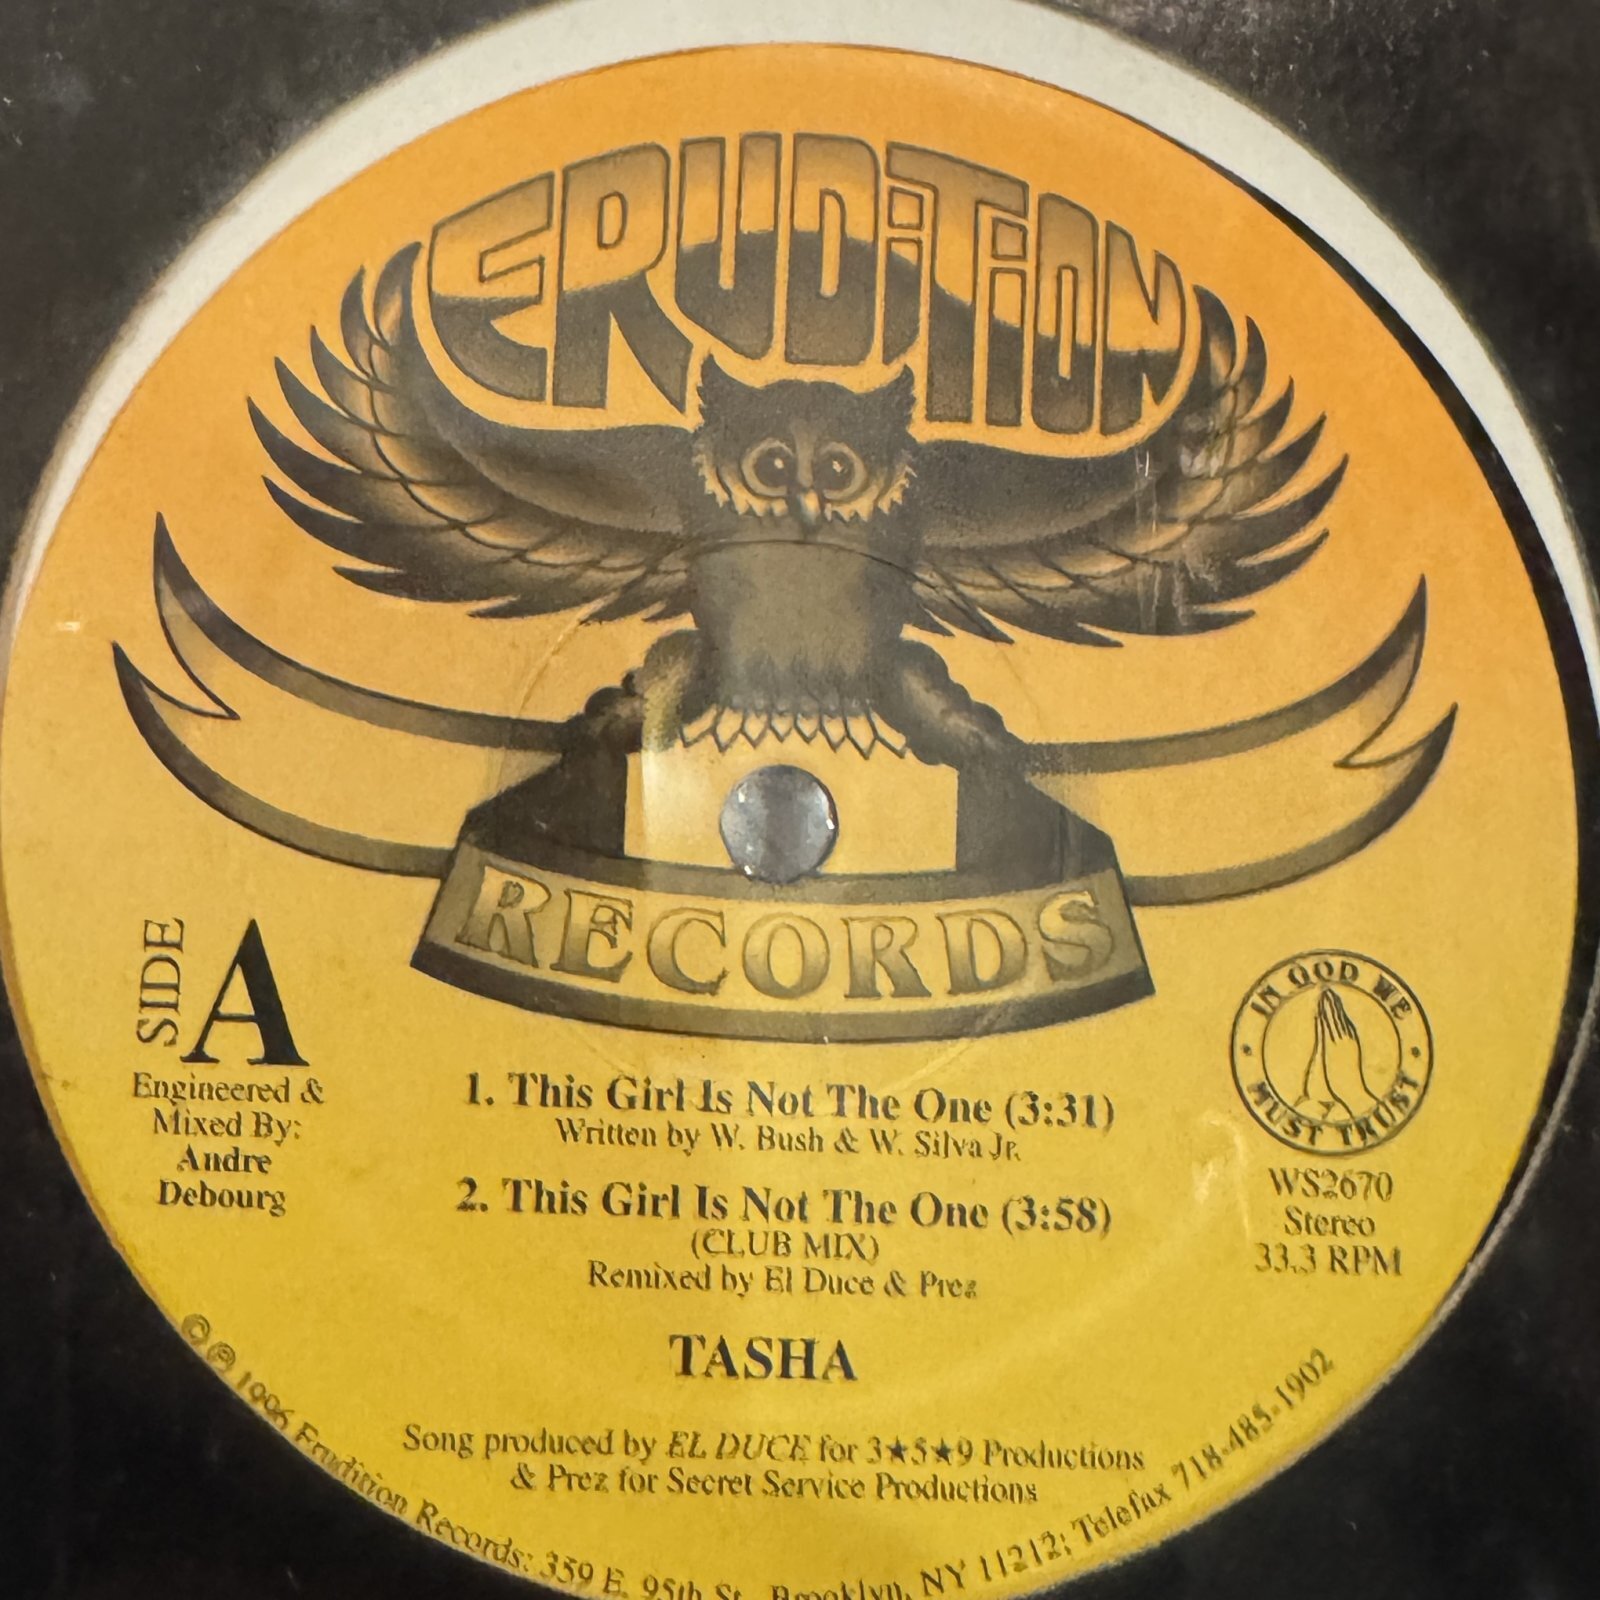 ERUDiTiON
RECORDS
SIDE A
Engineered &
Mixed By:
Andre
Debourg
1. This Girl Is Not The One (3:31)
Written by W. Bush & W. Silva Jr.
2. This Girl Is Not The One (3:58)
(CLUB MIX)
Remixed by El Duce & Prez
TASHA
Song produced by EL DUCE for 3★5★9 Productions
& Prez for Secret Service Productions
IN GOD WE
MUST TRUST
WS2670
Stereo
33.3 RPM
© ℗ 1996 Erudition Records: 359 E. 95th St., Brooklyn, NY 11212; Telefax 718-485-1902